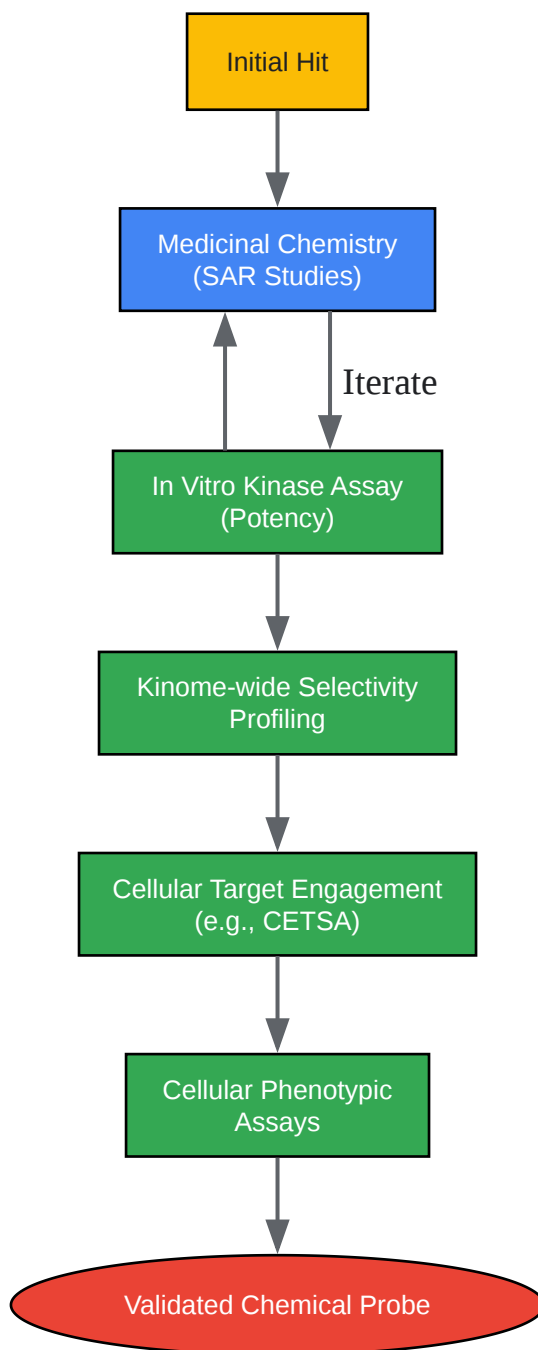 Initial Hit
Medicinal Chemistry
(SAR Studies)
Iterate
In Vitro Kinase Assay
(Potency)
Kinome-wide Selectivity
Profiling
Cellular Target Engagement
(e.g., CETSA)
Cellular Phenotypic
Assays
Validated Chemical Probe